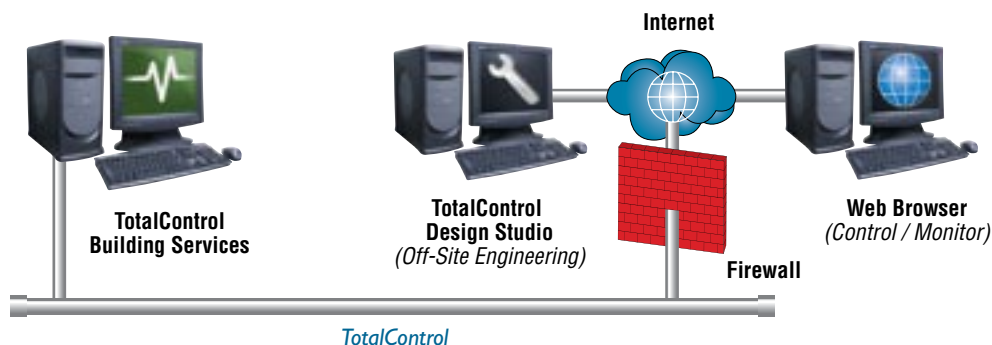 Internet
TotalControl
Building Services
TotalControl
Design Studio
(Off-Site Engineering)
Web Browser
(Control / Monitor)
Firewall
TotalControl